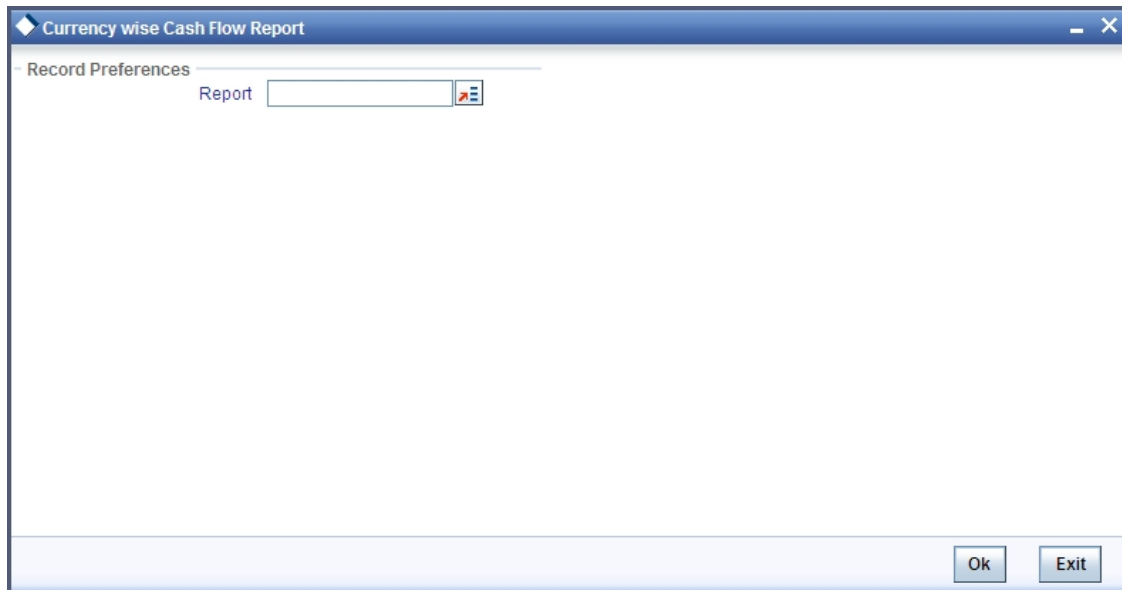 Currency wise Cash Flow Report
Record Preferences
Report
Ok
Exit